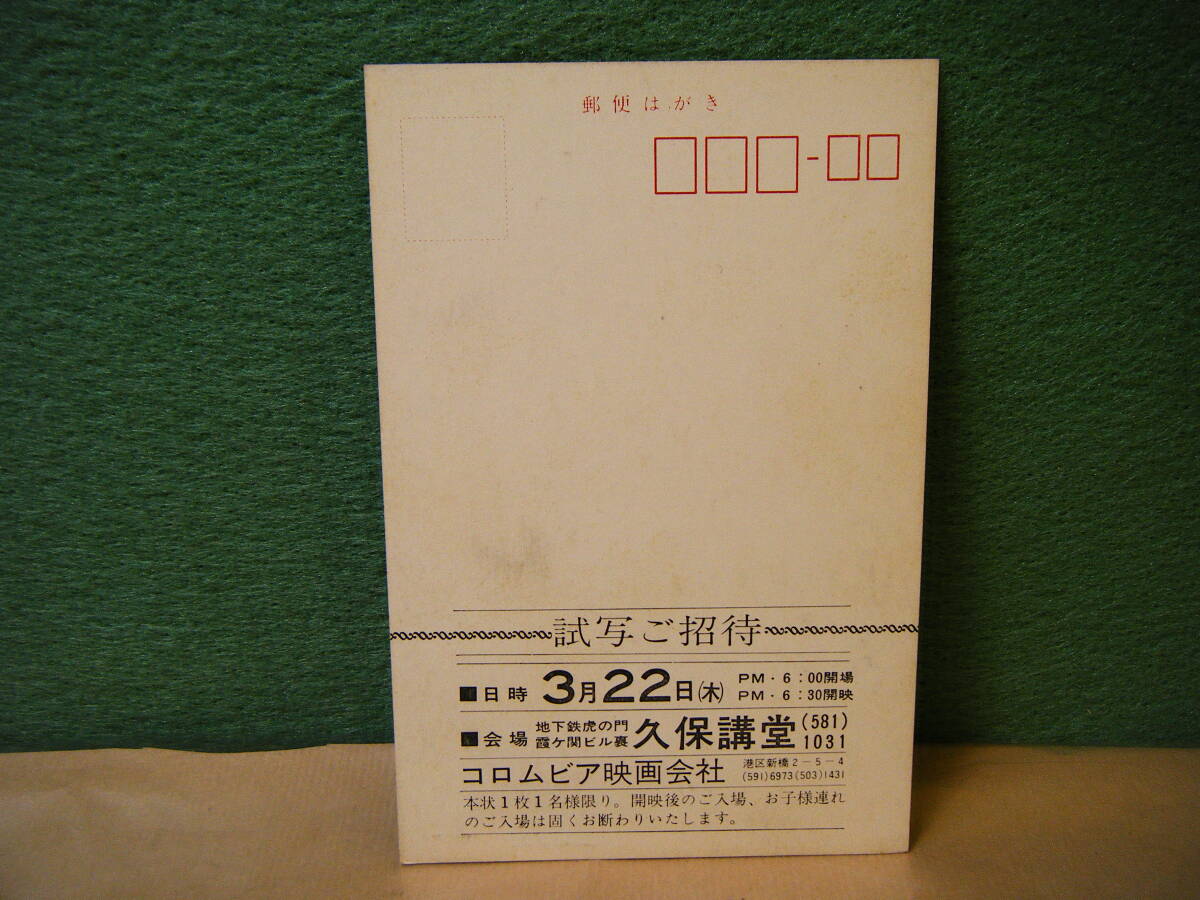 郵便はがき
試写ご招待
■日時 3月22日(木) PM・6:00開場
PM・6:30開映
■会場 地下鉄虎の門
霞ケ関ビル裏 久保講堂 (581)
1031
コロムビア映画会社 港区新橋2-5-4
(591)6973(503)1431
本状1枚1名様限り。開映後のご入場、お子様連れ
のご入場は固くお断わりいたします。